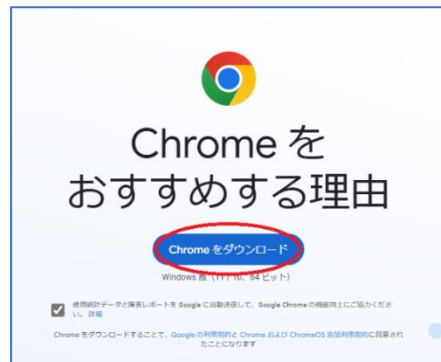 Chrome を
おすすめする理由
Chrome をダウンロード
Windows 版（11 / 10、64 ビット）
使用統計データと障害レポートを Google に自動送信して、Google Chrome の機能向上にご協力くださ
い。詳細
Chrome をダウンロードすることで、Google の利用規約と Chrome および ChromeOS 追加利用規約に同意され
たことになります